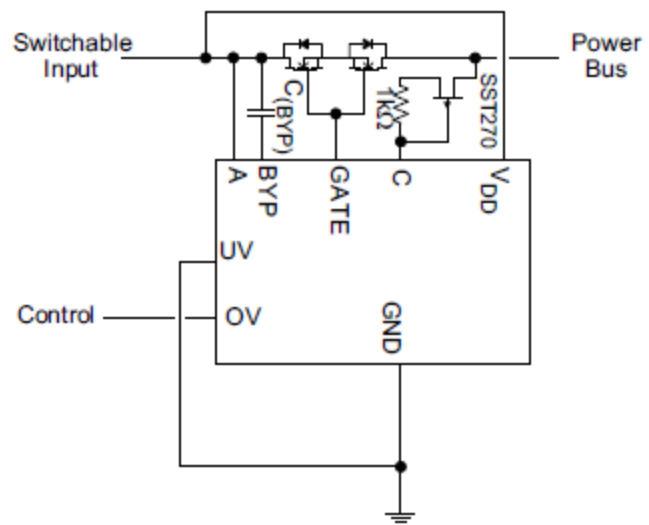 Switchable
Input
Power
Bus
C(BYP)
1kΩ
SST270
A
BYP
GATE
C
VDD
UV
Control
OV
GND